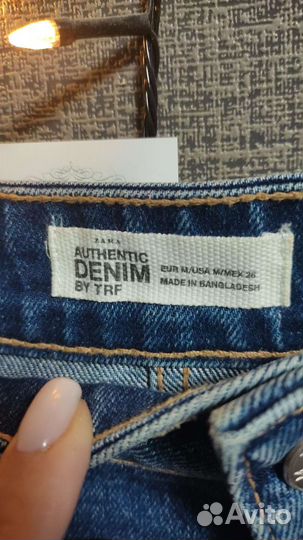 ZARA
AUTHENTIC
DENIM
BY TRF
EUR M/USA M/MEX 26
MADE IN BANGLADESH
Avito